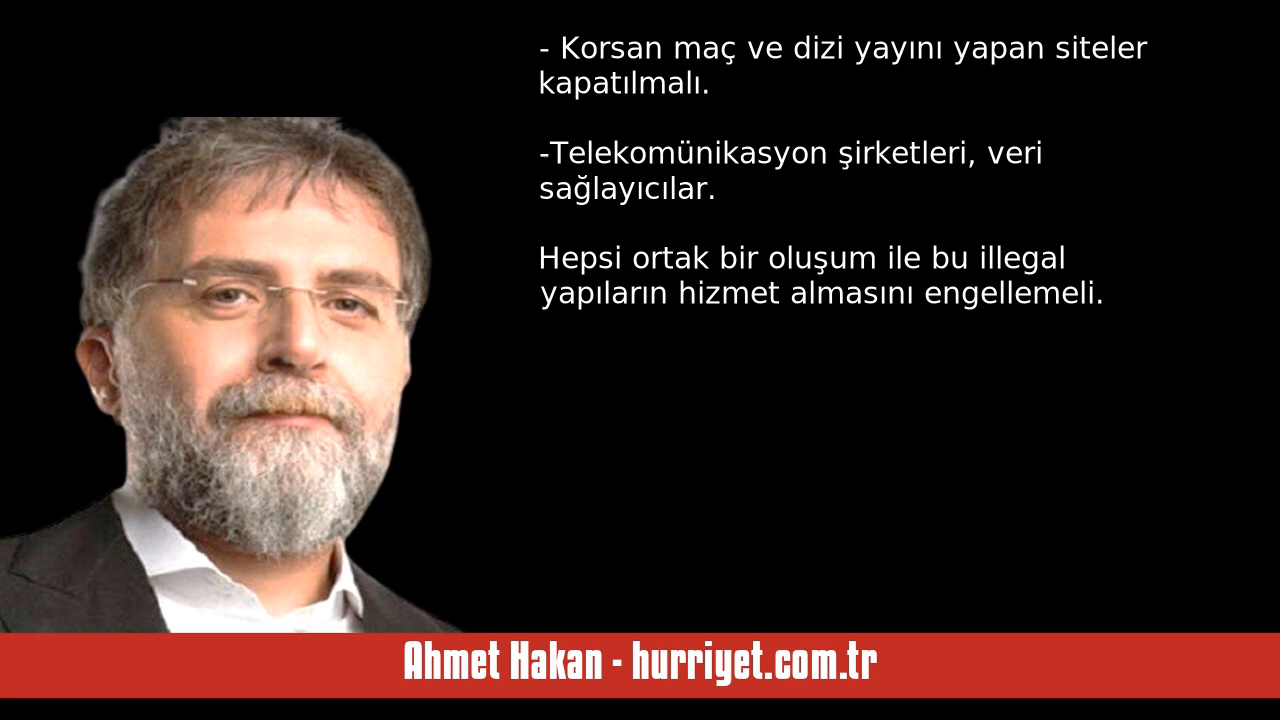 - Korsan maç ve dizi yayını yapan siteler
kapatılmalı.
-Telekomünikasyon şirketleri, veri
sağlayıcılar.
Hepsi ortak bir oluşum ile bu illegal
yapıların hizmet almasını engellemeli.
Ahmet Hakan - hurriyet.com.tr